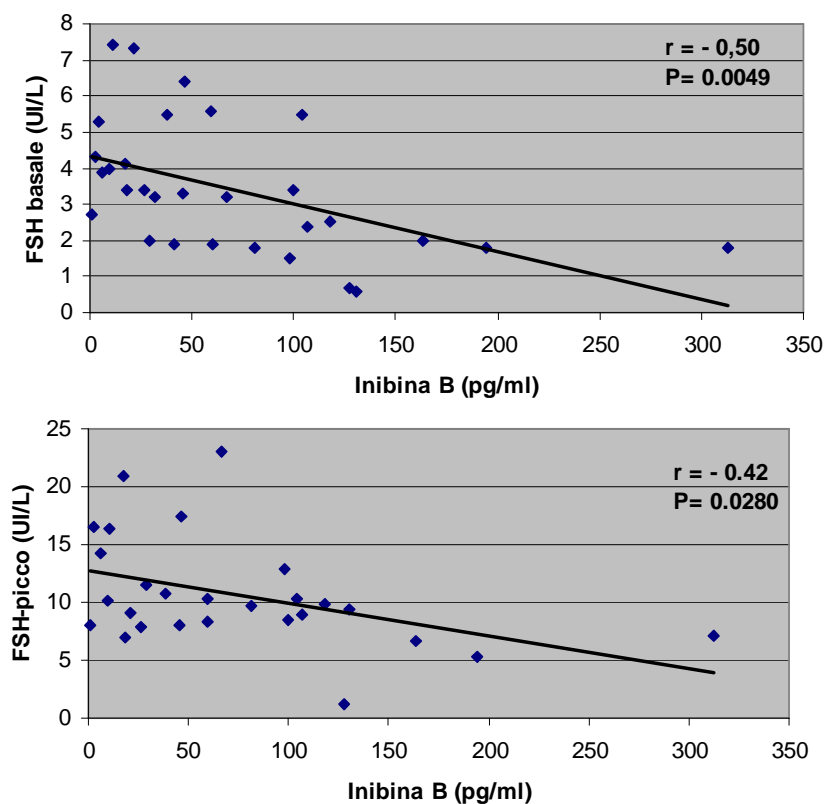 8
7
6
5
4
3
2
1
0
FSH basale (UI/L)
r = - 0,50
P= 0.0049
0 50 100 150 200 250 300 350
Inibina B (pg/ml)
25
20
15
10
5
0
FSH-picco (UI/L)
r = - 0.42
P= 0.0280
0 50 100 150 200 250 300 350
Inibina B (pg/ml)